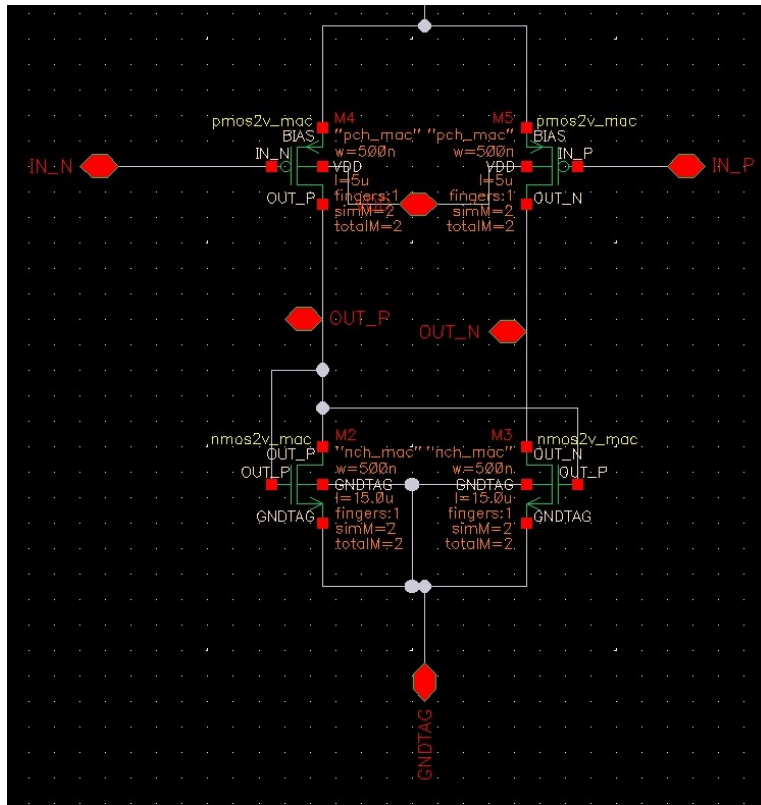 pmos2v_mac M4 M5 pmos2v_mac
BIAS "pch_mac" "pch_mac" BIAS
IN_N IN_N w=500n w=500n IN_P IN_P
VDD VDD
l=5u l=5u
OUT_P fingers:1 fingers:1 OUT_N
simM=2 simM=2
totalM=2 totalM=2
OUT_P OUT_N
nmos2v_mac M2 M3 nmos2v_mac
OUT_P "nch_mac" "nch_mac" OUT_N
OUT_P w=500n w=500n OUT_P
GNDTAG GNDTAG
l=15.0u l=15.0u
GNDTAG fingers:1 fingers:1 GNDTAG
simM=2 simM=2
totalM=2 totalM=2
GNDTAG